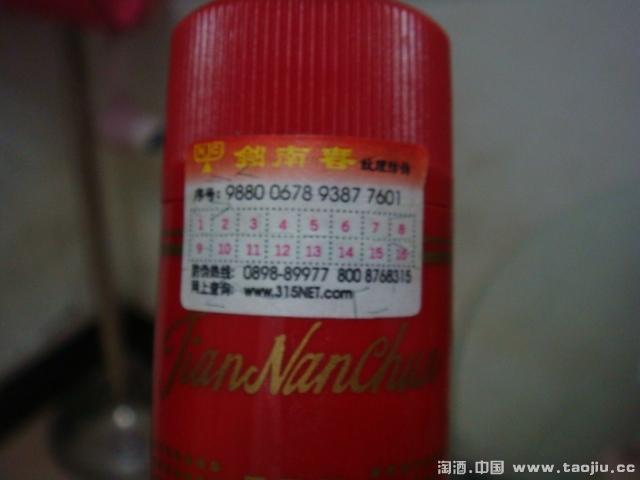 剑南春 纹理防伪
序号: 9880 0678 9387 7601
1 2 3 4 5 6 7 8
9 10 11 12 13 14 15 16
防伪热线: 0898-89977 800 8768315
网上查询: www.315NET.com
JianNanChun
淘酒.中国 www.taojiu.cc